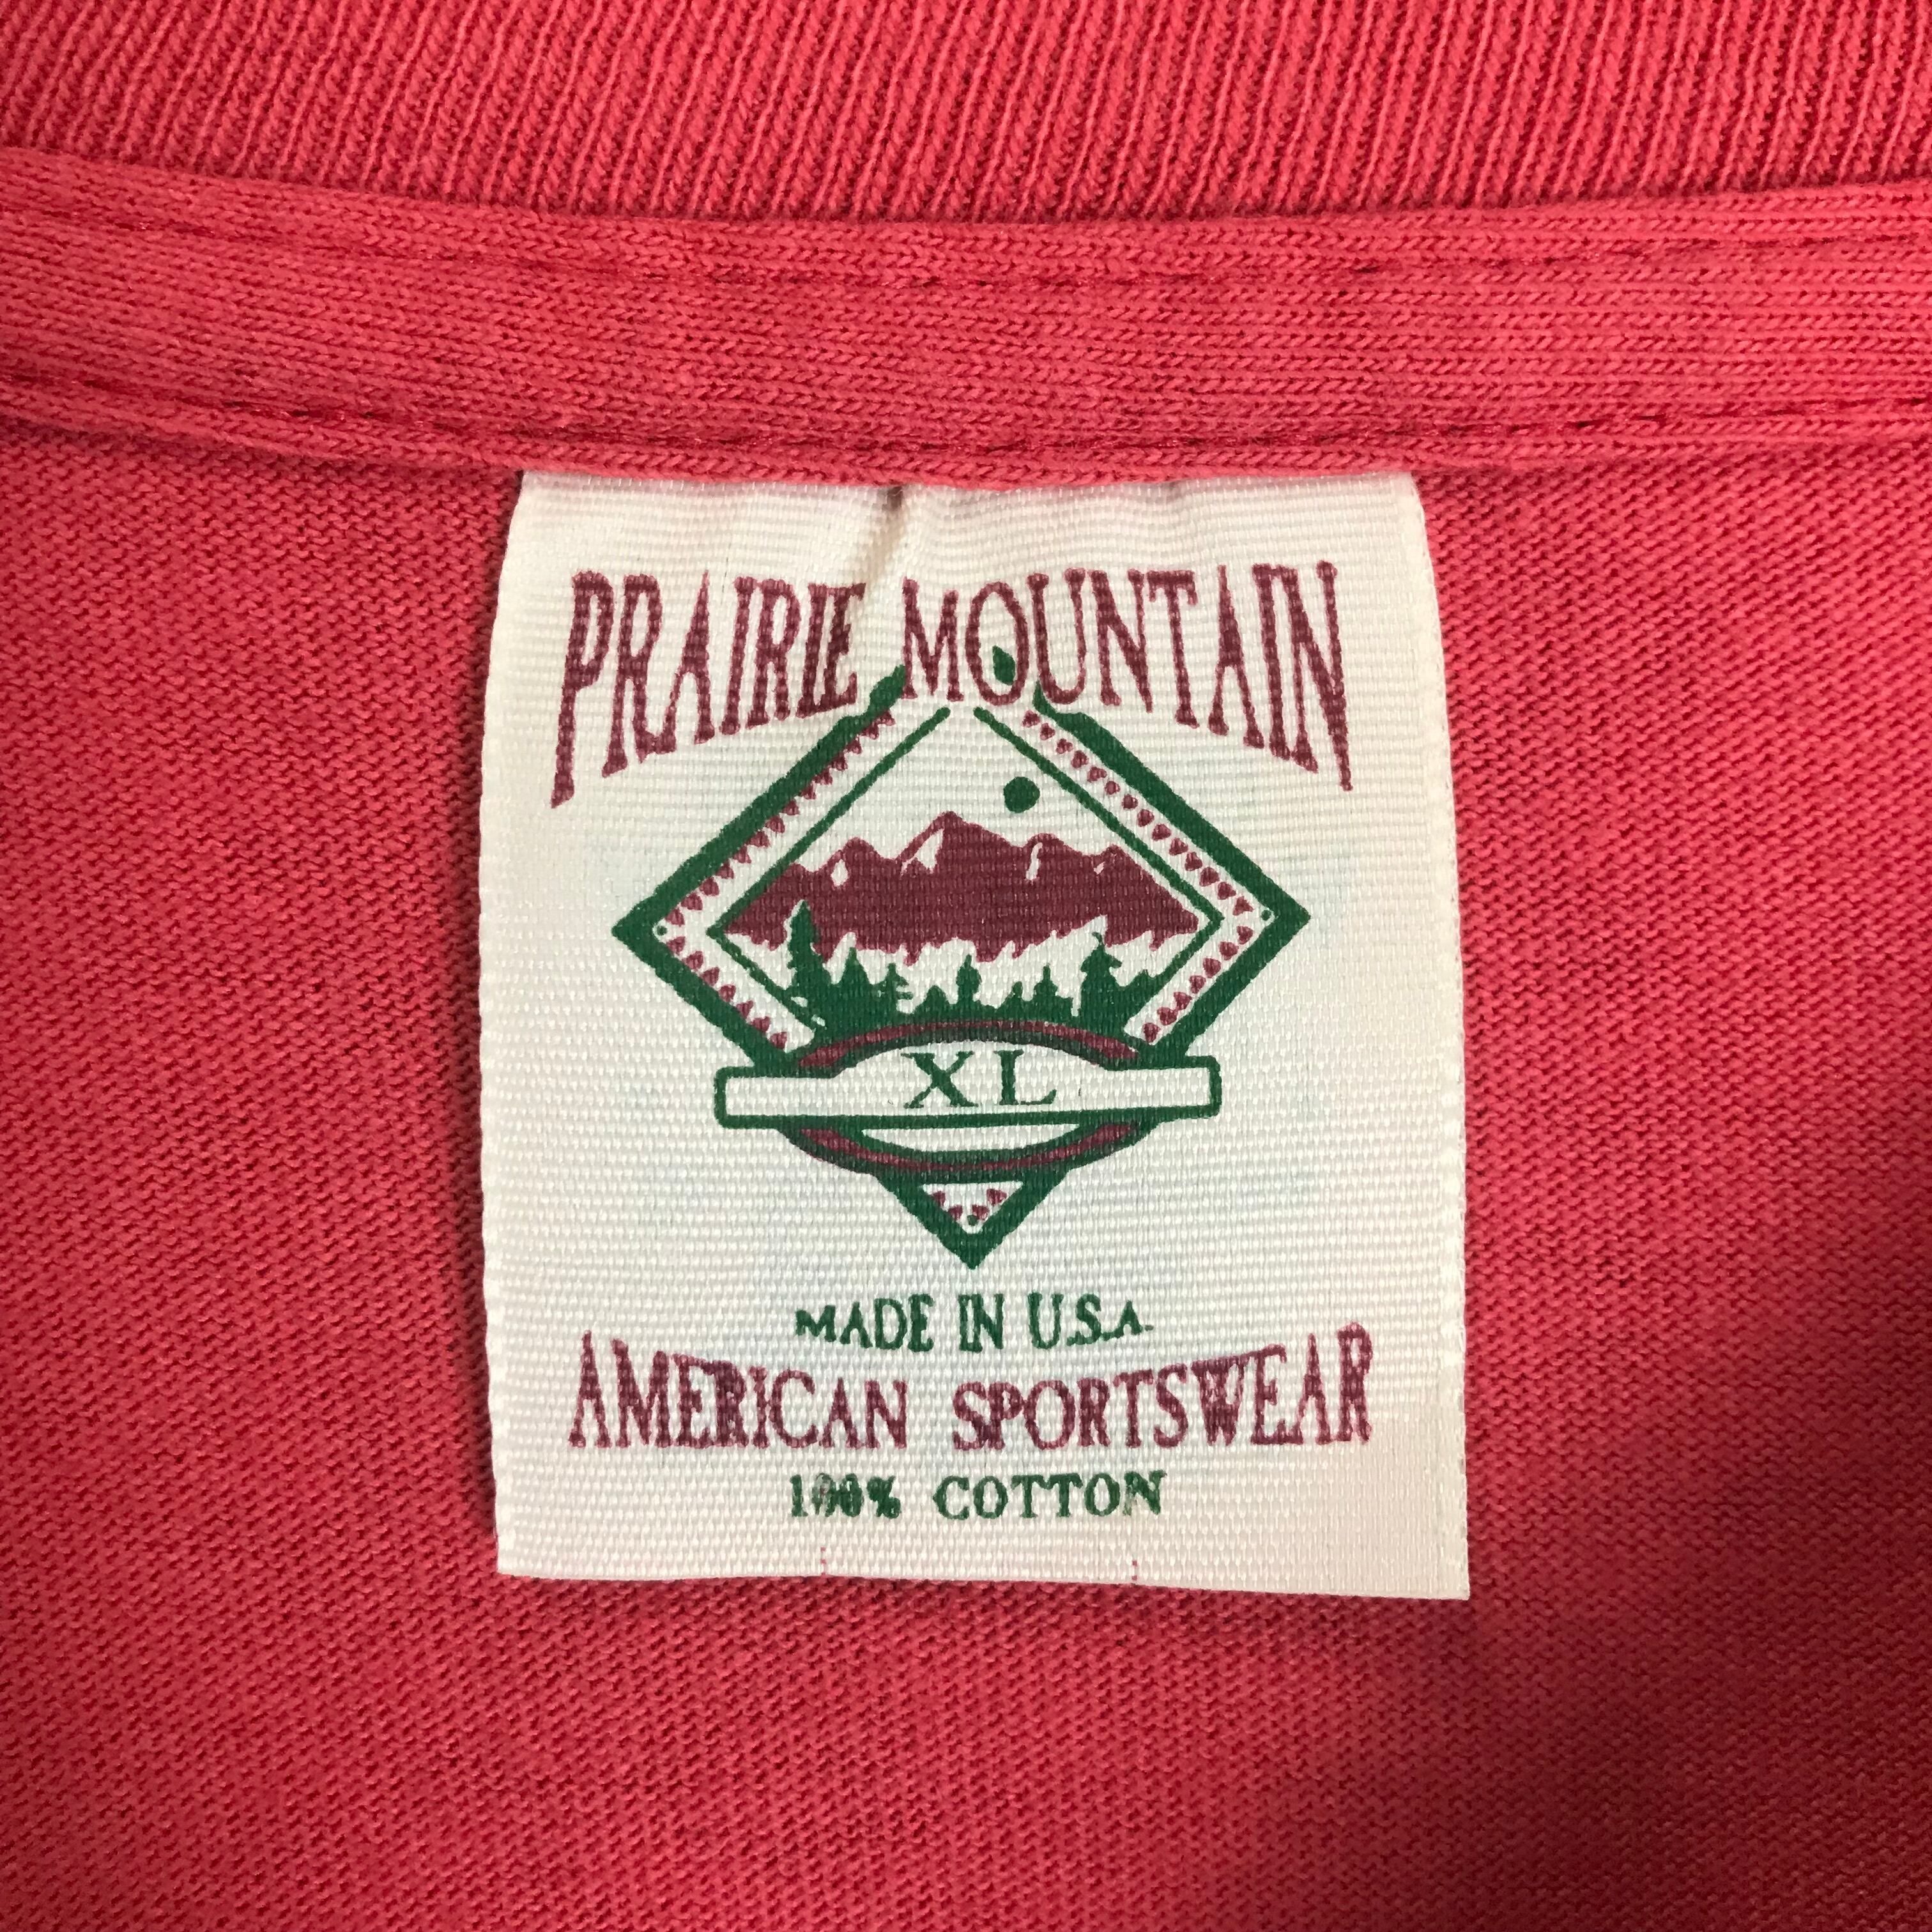 PRAIRIE MOUNTAIN
XL
MADE IN U.S.A.
AMERICAN SPORTSWEAR
100% COTTON